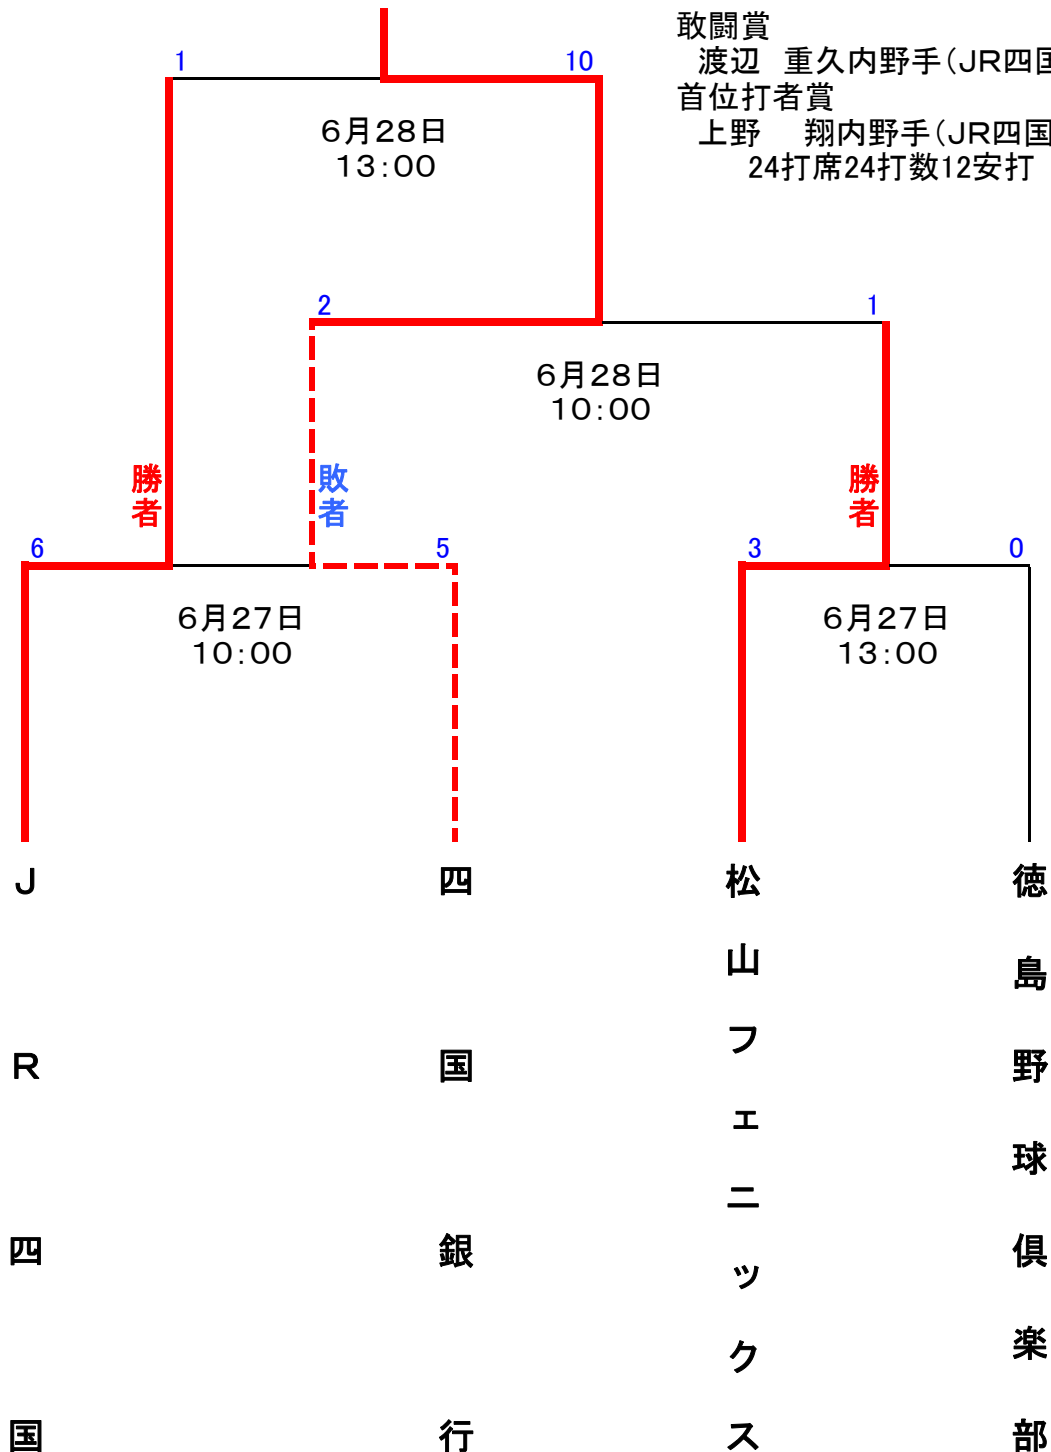 敢闘賞
渡辺 重久内野手(JR四国
首位打者賞
上野 翔内野手(JR四国
24打席24打数12安打
1
10
6月28日
13:00
2
1
6月28日
10:00
勝者
敗者
勝者
6
5
3
0
6月27日
10:00
6月27日
13:00
JR四国
四国銀行
松山フェニックス
徳島野球倶楽部